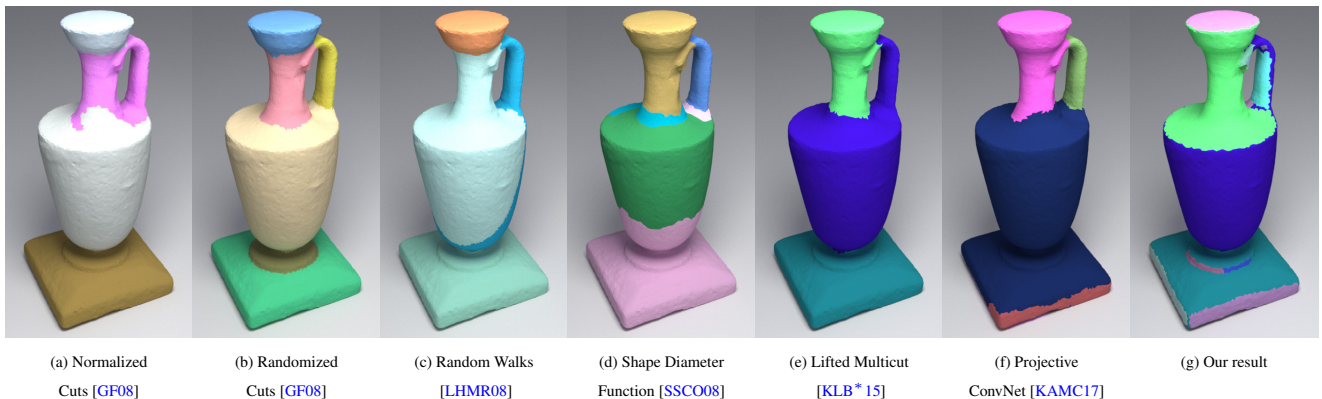 (a) Normalized
Cuts [GF08]
(b) Randomized
Cuts [GF08]
(c) Random Walks
[LHMR08]
(d) Shape Diameter
Function [SSCO08]
(e) Lifted Multicut
[KLB*15]
(f) Projective
ConvNet [KAMC17]
(g) Our result